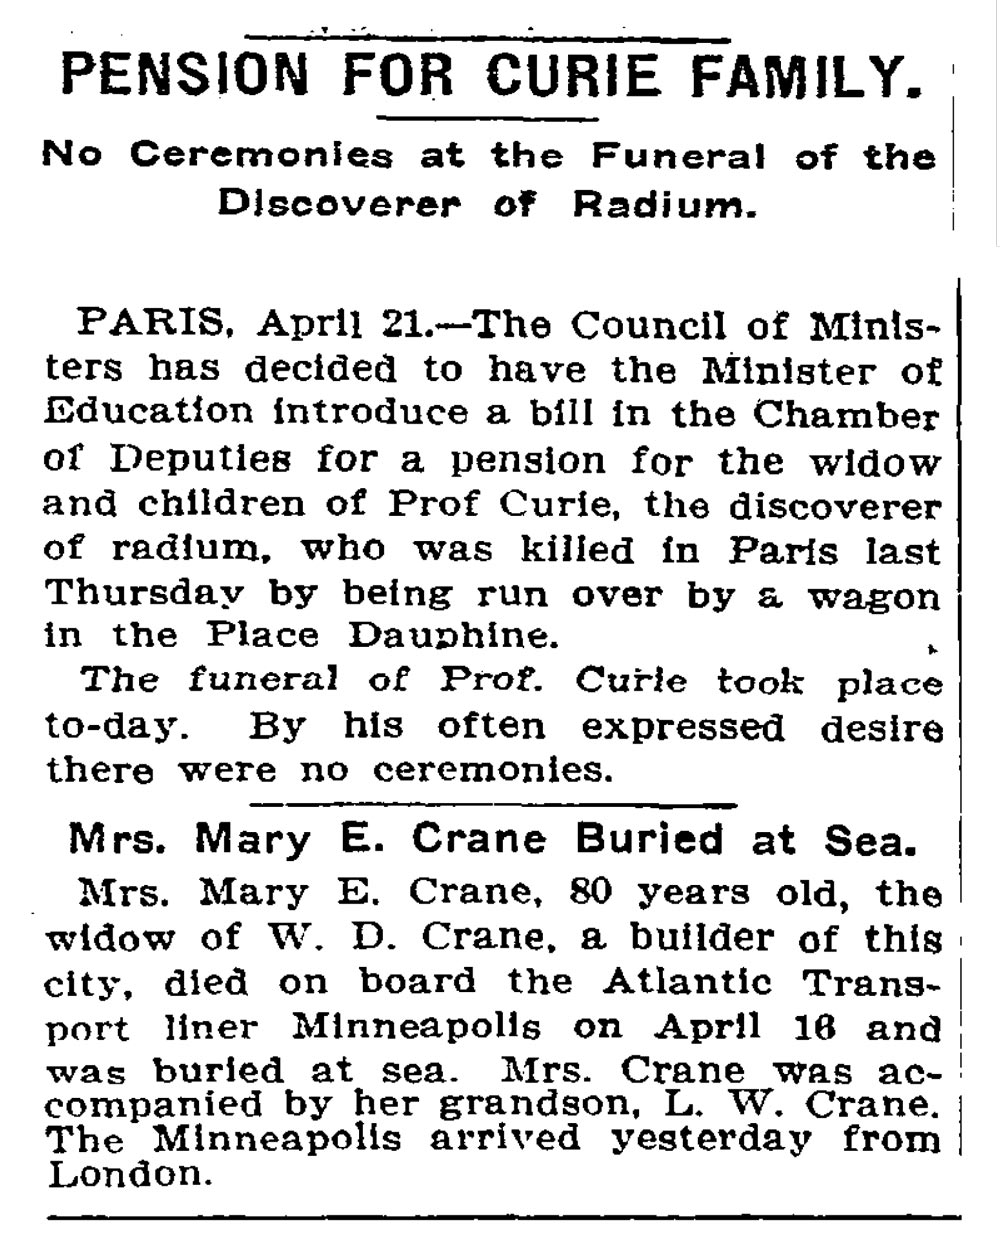 PENSION FOR CURIE FAMILY.
No Ceremonies at the Funeral of the
Discoverer of Radium.
PARIS, April 21.—The Council of Minis-
ters has decided to have the Minister of
Education introduce a bill in the Chamber
of Deputies for a pension for the widow
and children of Prof Curie, the discoverer
of radium, who was killed in Paris last
Thursday by being run over by a wagon
in the Place Dauphine.
The funeral of Prof. Curie took place
to-day. By his often expressed desire
there were no ceremonies.
Mrs. Mary E. Crane Buried at Sea.
Mrs. Mary E. Crane, 80 years old, the
widow of W. D. Crane, a builder of this
city, died on board the Atlantic Trans-
port liner Minneapolis on April 16 and
was buried at sea. Mrs. Crane was ac-
companied by her grandson, L. W. Crane.
The Minneapolis arrived yesterday from
London.